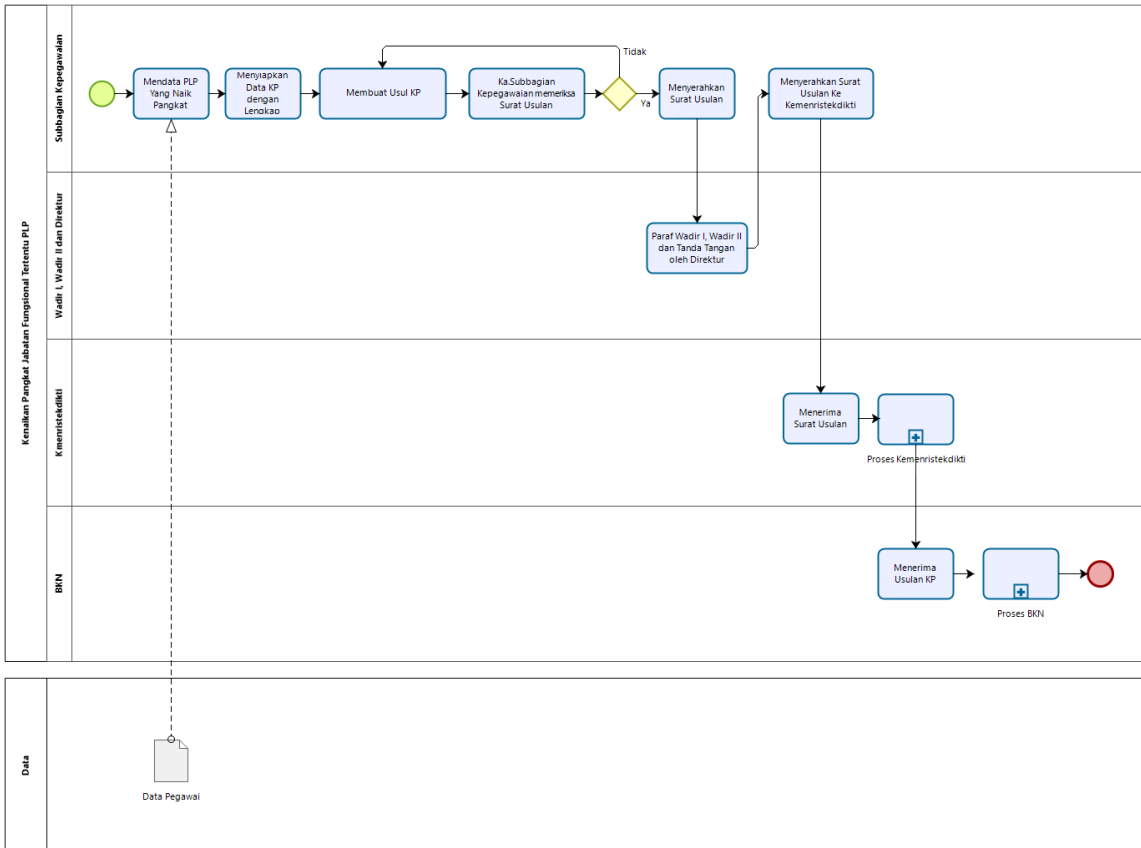 Kenaikan Pangkat Jabatan Fungsional Tertentu PLP
Subbagian Kepegawaian
Mendata PLP
Yang Naik
Pangkat
Menyiapkan
Data KP
dengan
Lengkap
Membuat Usul KP
Ka.Subbagian
Kepegawaian memeriksa
Surat Usulan
Tidak
Ya
Menyerahkan
Surat Usulan
Menyerahkan Surat
Usulan Ke
Kemenristekdikti
Wadir I, Wadir II dan Direktur
Paraf Wadir I, Wadir II
dan Tanda Tangan
oleh Direktur
Kmenristekdikti
Menerima
Surat Usulan
Proses Kemenristekdikti
BKN
Menerima
Usulan KP
Proses BKN
Data
Data Pegawai